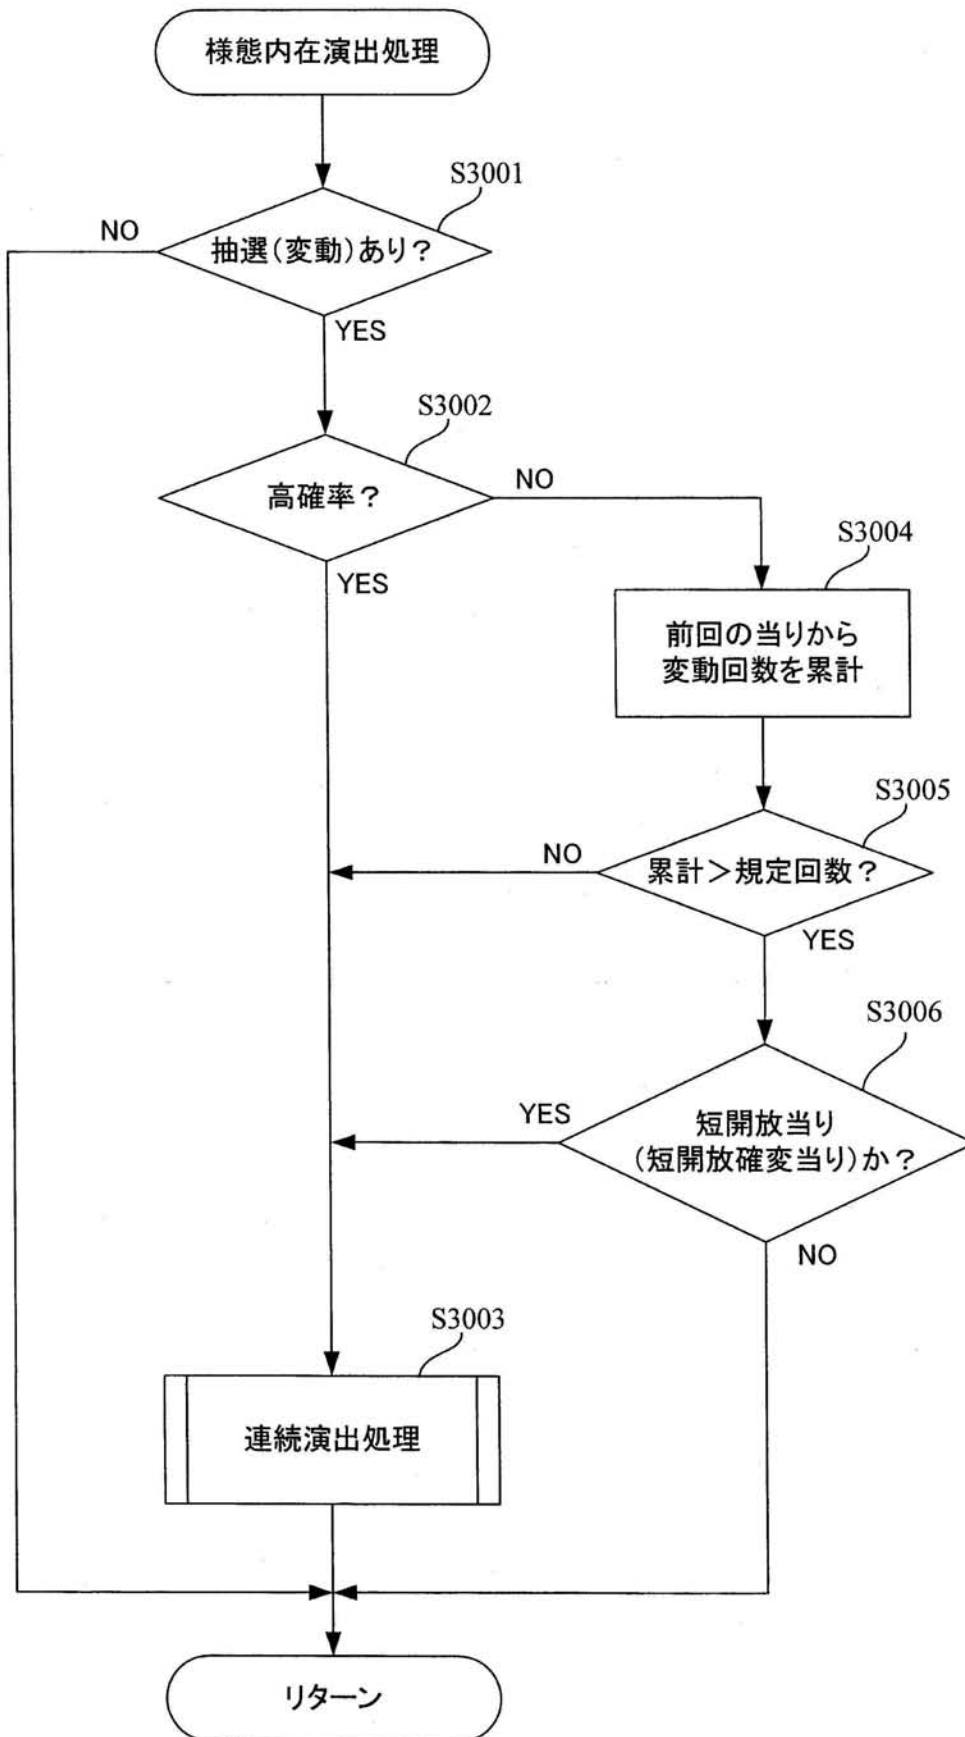 様態内在演出処理
S3001
NO
抽選(変動)あり?
YES
S3002
高確率?
NO
YES
S3004
前回の当りから
変動回数を累計
S3005
NO
累計>規定回数?
YES
S3006
YES
短開放当り
(短開放確変当り)か?
NO
S3003
連続演出処理
リターン